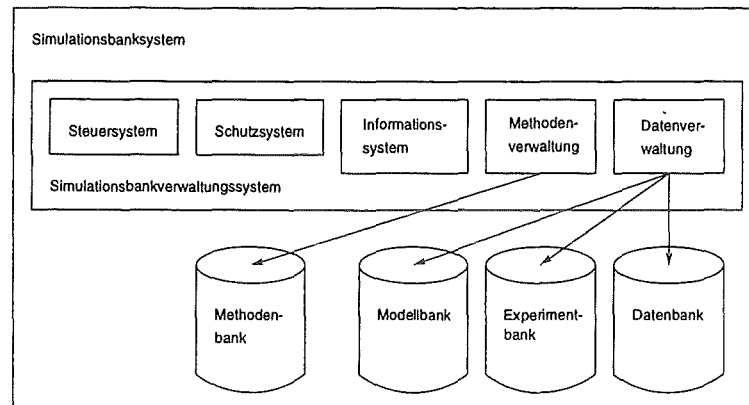 Simulationsbanksystem
Steuersystem
Schutzsystem
Informations-
system
Methoden-
verwaltung
Datenver-
waltung
Simulationsbankverwaltungssystem
Methoden-
bank
Modellbank
Experiment-
bank
Datenbank